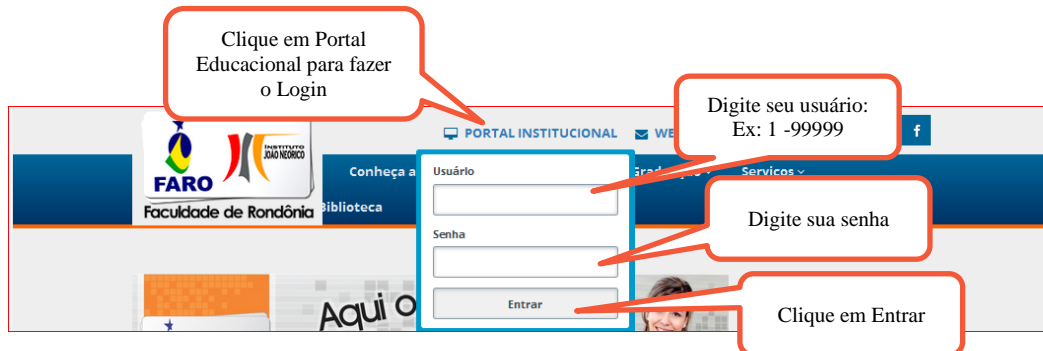 Clique em Portal
Educacional para fazer
o Login
Digite seu usuário:
Ex: 1 -99999
PORTAL INSTITUCIONAL
WE
f
INSTITUTO
JOÃO NEÓRICO
FARO
Faculdade de Rondônia
Conheça a
Usuário
Graduação
Serviços
Biblioteca
Digite sua senha
Senha
Entrar
Aqui o
Clique em Entrar